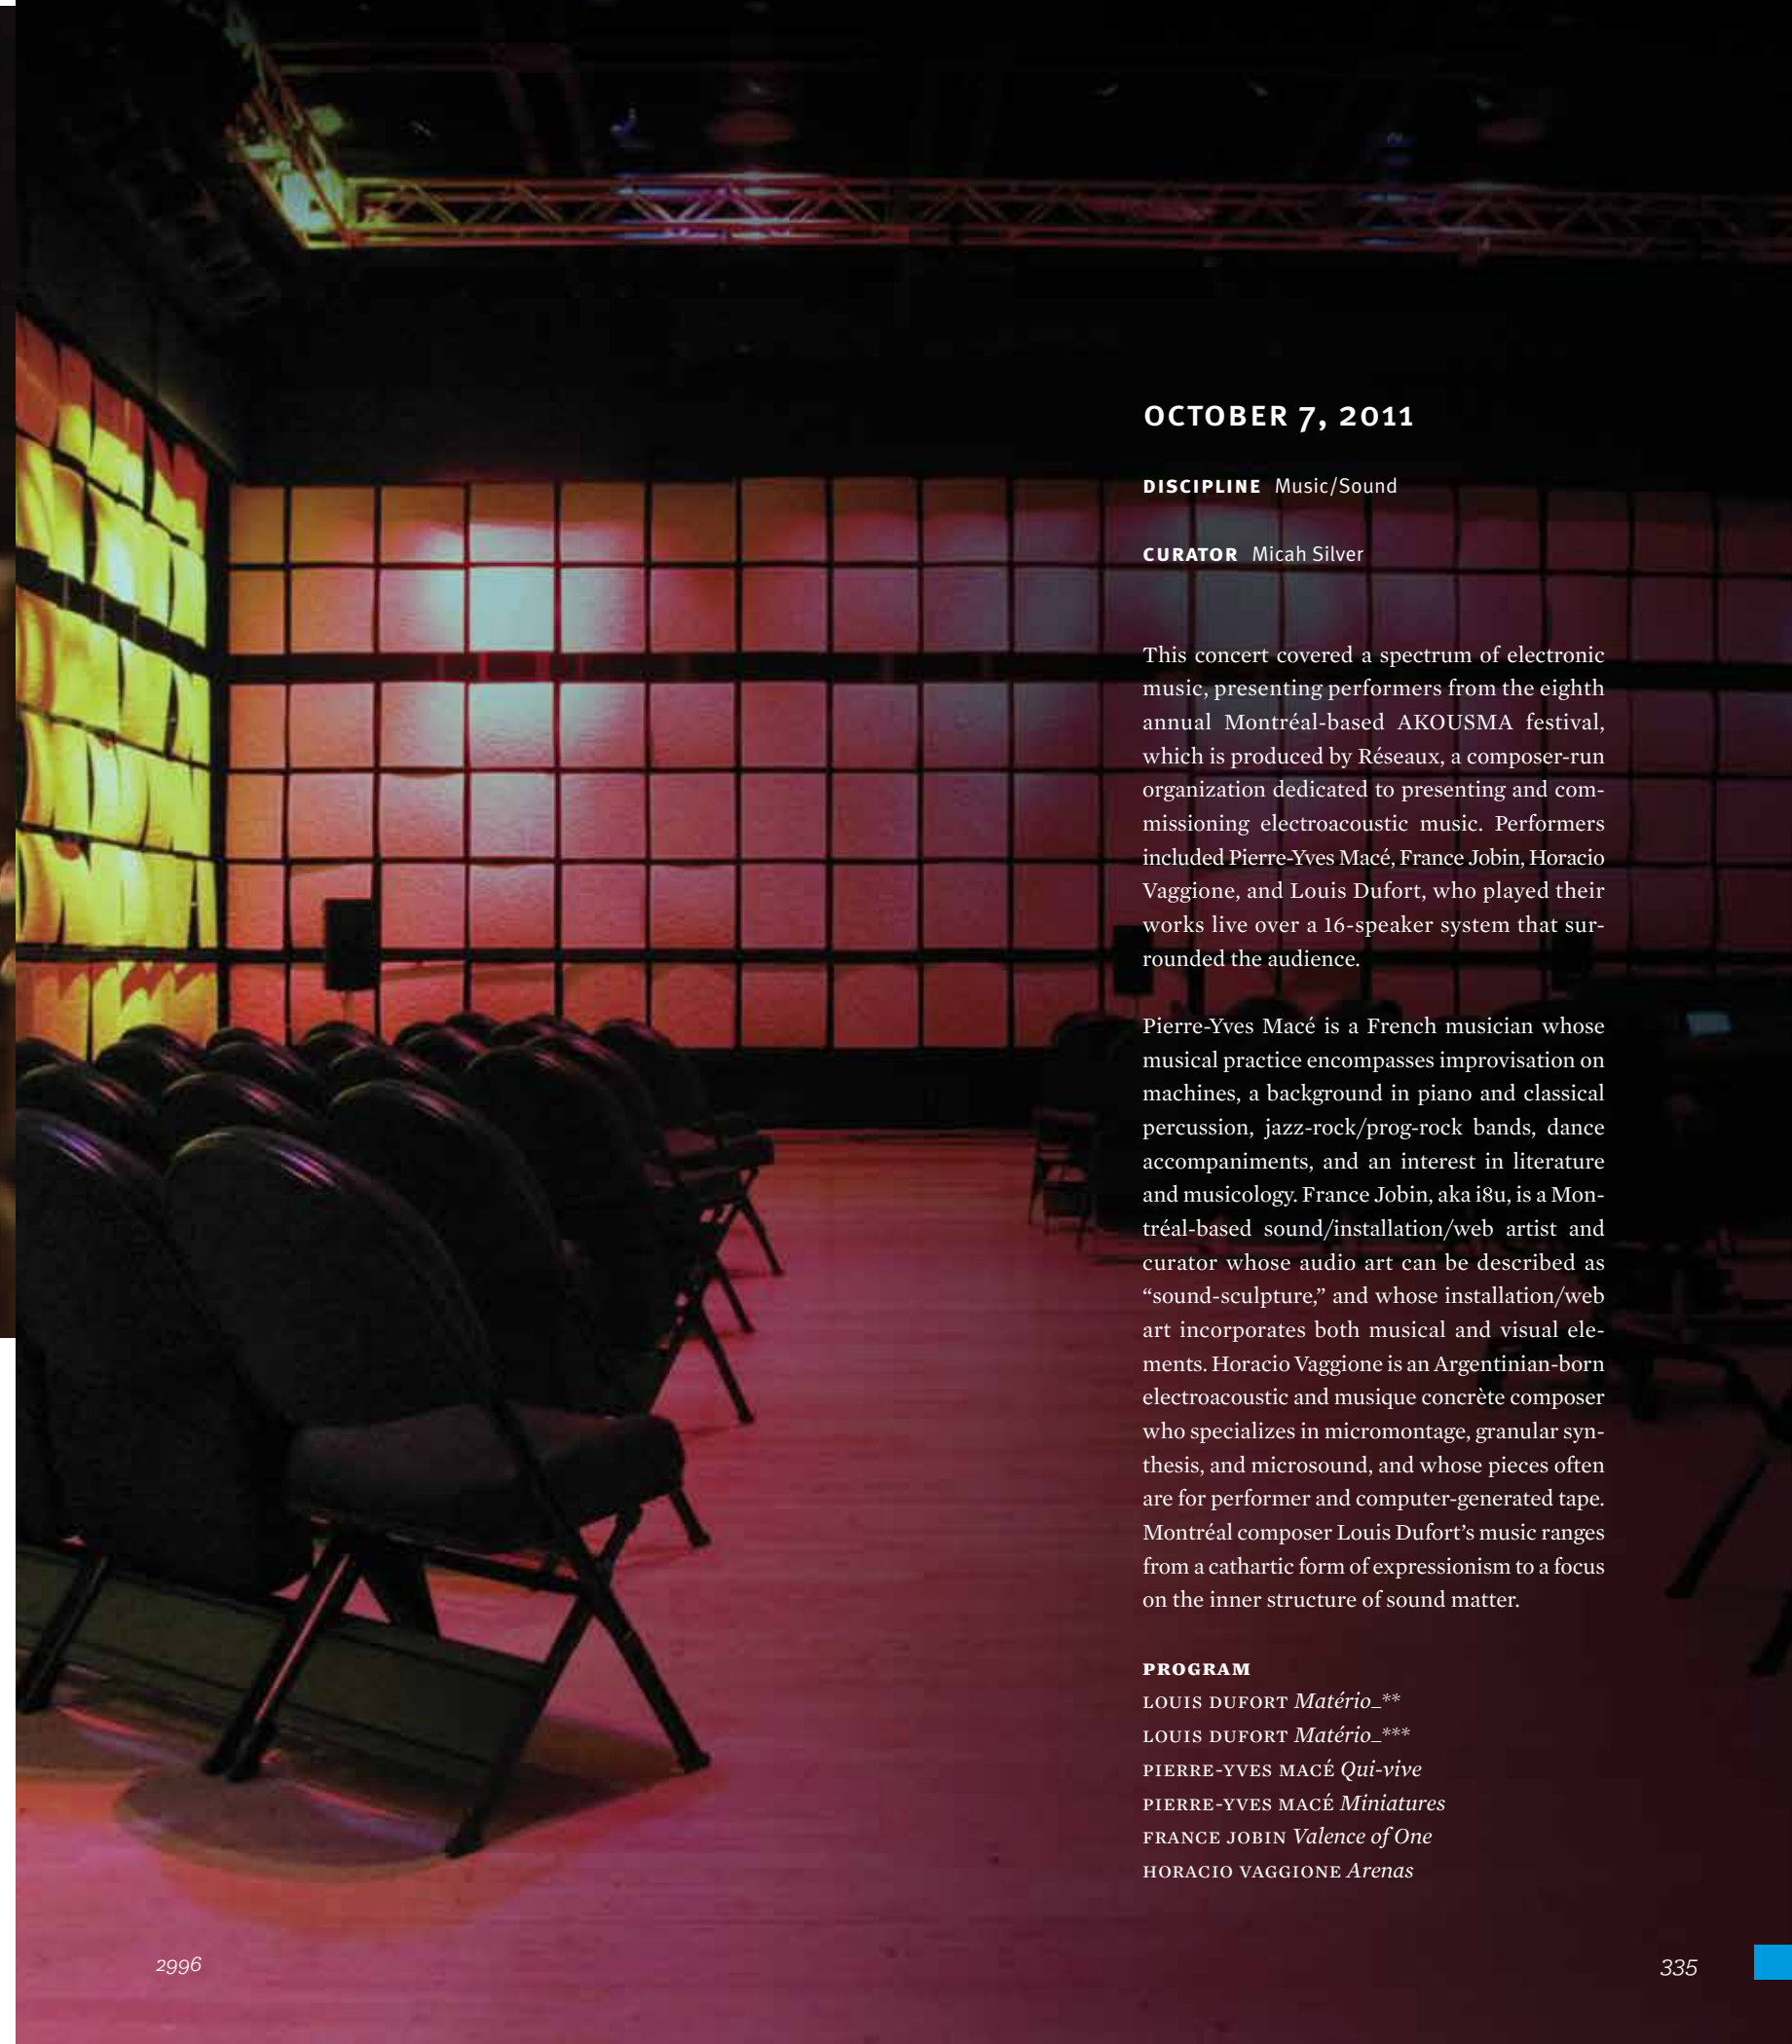 OCTOBER 7, 2011
DISCIPLINE Music/Sound
CURATOR Micah Silver
This concert covered a spectrum of electronic
music, presenting performers from the eighth
annual Montréal-based AKOUSMA festival,
which is produced by Réseaux, a composer-run
organization dedicated to presenting and com-
missioning electroacoustic music. Performers
included Pierre-Yves Macé, France Jobin, Horacio
Vaggione, and Louis Dufort, who played their
works live over a 16-speaker system that sur-
rounded the audience.
Pierre-Yves Macé is a French musician whose
musical practice encompasses improvisation on
machines, a background in piano and classical
percussion, jazz-rock/prog-rock bands, dance
accompaniments, and an interest in literature
and musicology. France Jobin, aka i8u, is a Mon-
tréal-based sound/installation/web artist and
curator whose audio art can be described as
“sound-sculpture,” and whose installation/web
art incorporates both musical and visual ele-
ments. Horacio Vaggione is an Argentinian-born
electroacoustic and musique concrète composer
who specializes in micromontage, granular syn-
thesis, and microsound, and whose pieces often
are for performer and computer-generated tape.
Montréal composer Louis Dufort’s music ranges
from a cathartic form of expressionism to a focus
on the inner structure of sound matter.
PROGRAM
LOUIS DUFORT Matério_**
LOUIS DUFORT Matério_***
PIERRE-YVES MACÉ Qui-vive
PIERRE-YVES MACÉ Miniatures
FRANCE JOBIN Valence of One
HORACIO VAGGIONE Arenas
2996
335